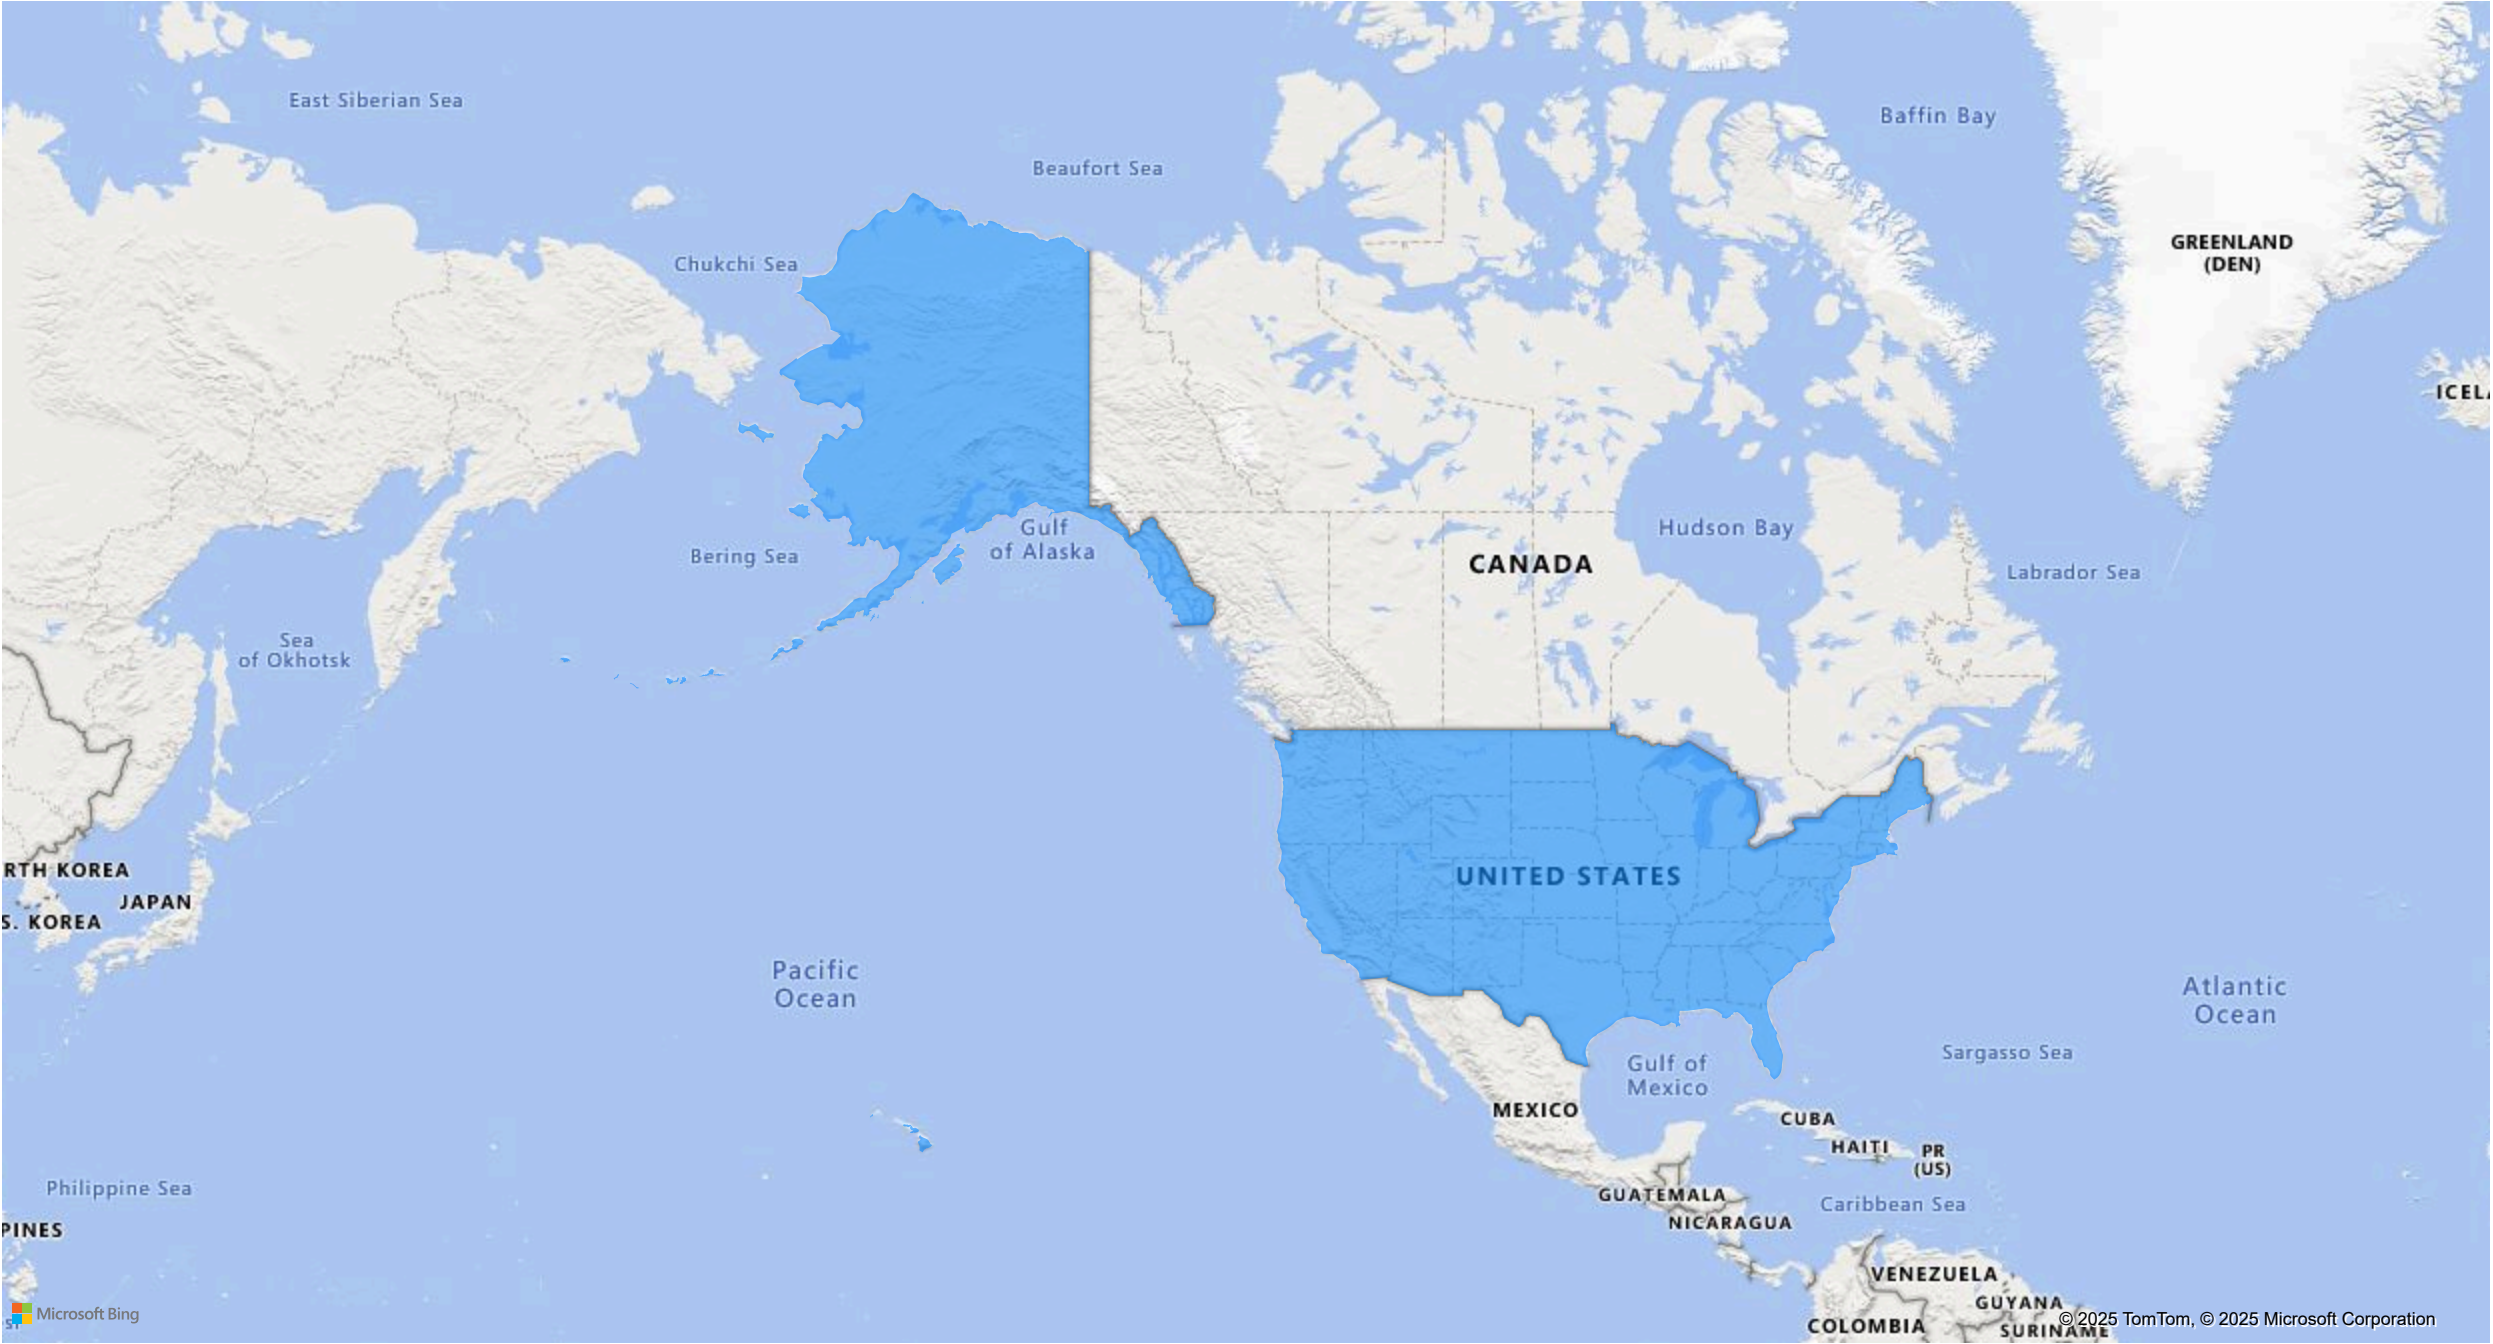 East Siberian Sea
Baffin Bay
Beaufort Sea
GREENLAND
(DEN)
Chukchi Sea
ICEL
Gulf
of Alaska
Hudson Bay
Bering Sea
CANADA
Labrador Sea
Sea
of Okhotsk
RTH KOREA
UNITED STATES
JAPAN
S. KOREA
Pacific
Ocean
Atlantic
Ocean
Sargasso Sea
Gulf of
Mexico
MEXICO
CUBA
HAITI
PR
(US)
Philippine Sea
GUATEMALA
Caribbean Sea
NICARAGUA
PINES
VENEZUELA
GUYANA
Microsoft Bing
© 2025 TomTom, © 2025 Microsoft Corporation
COLOMBIA
SURINAME